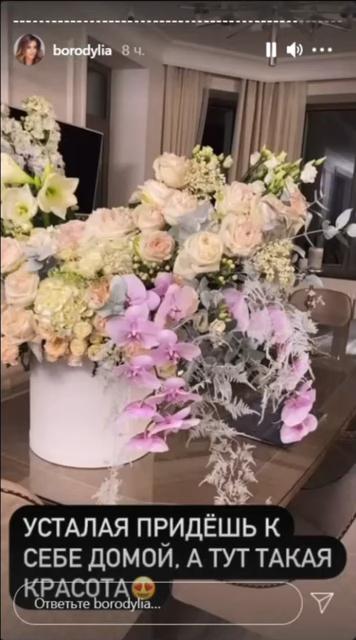 borodylia 8 ч.
УСТАЛАЯ ПРИДЁШЬ К
СЕБЕ ДОМОЙ, А ТУТ ТАКАЯ
КРАСОТА😍
Ответьте borodylia...